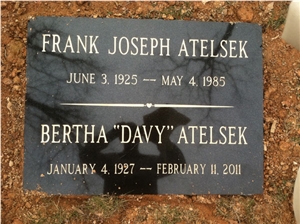 FRANK JOSEPH ATELSEK
JUNE 3, 1925 -- MAY 4, 1985
BERTHA "DAVY" ATELSEK
JANUARY 4, 1927 -- FEBRUARY 11, 2011